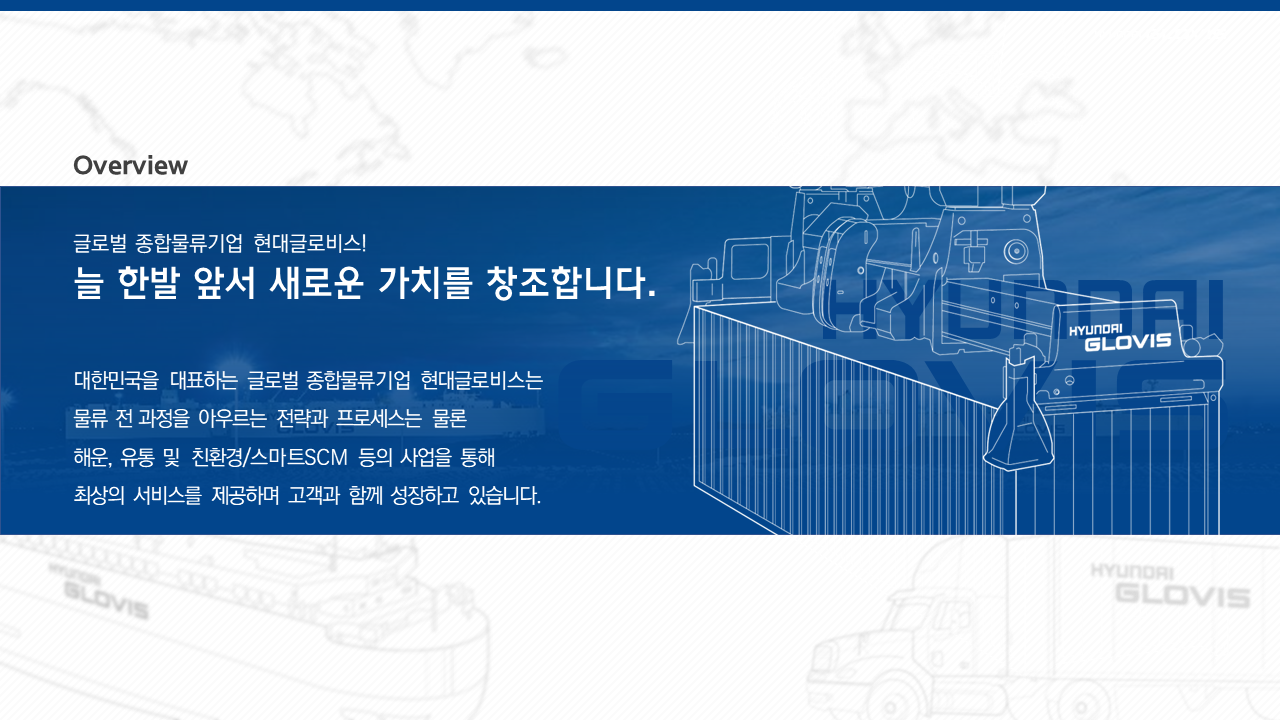 Overview
글로벌 종합물류기업 현대글로비스!
늘 한발 앞서 새로운 가치를 창조합니다.
대한민국을 대표하는 글로벌 종합물류기업 현대글로비스는
물류 전 과정을 아우르는 전략과 프로세스는 물론
해운, 유통 및 친환경/스마트SCM 등의 사업을 통해
최상의 서비스를 제공하며 고객과 함께 성장하고 있습니다.
HYUNDAI
GLOVIS
HYUNDAI
GLOVIS
HYUNDAI
GLOVIS
HYUNDAI
GLOVIS